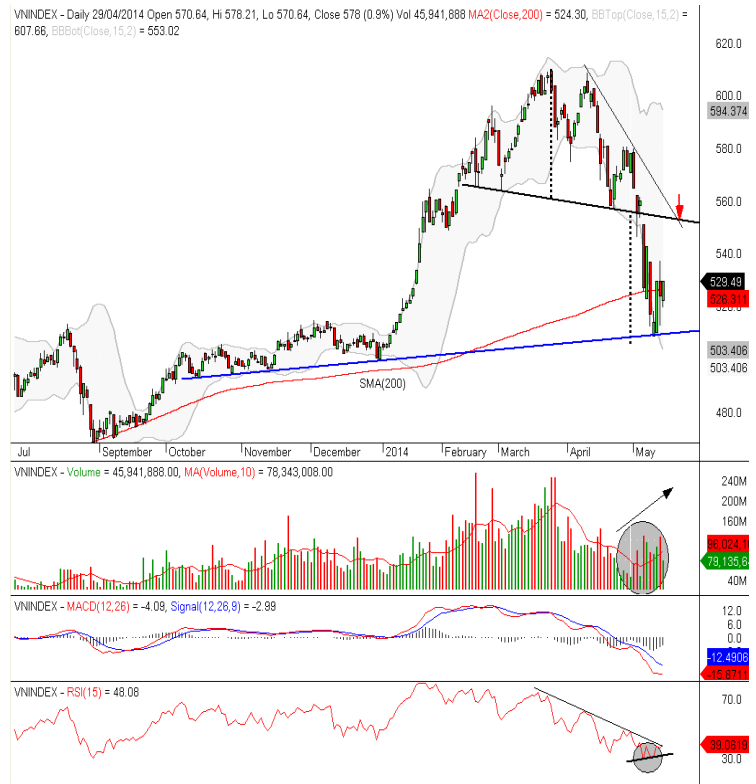 VNINDEX - Daily 29/04/2014 Open 570.64, Hi 578.21, Lo 570.64, Close 578 (0.9%) Vol 45,941,888 MA2(Close,200) = 524.30, BBTop(Close,15,2) =
607.66, BBBot(Close,15,2) = 553.02
620.0
600.0
594.374
580.0
560.0
540.0
529.49
526.311
503.406
503.406
480.0
SMA(200)
Jul September October November December 2014 February March April May
VNINDEX - Volume = 45,941,888.00, MA(Volume,10) = 78,343,008.00
240M
200M
160M
79,135,64
40M
VNINDEX - MACD(12,26) = -4.09, Signal(12,26,9) = -2.99
12.0
6.0
0.0
-12.4906
-15.8711
VNINDEX - RSI(15) = 48.08
70.0
39.0619
30.0